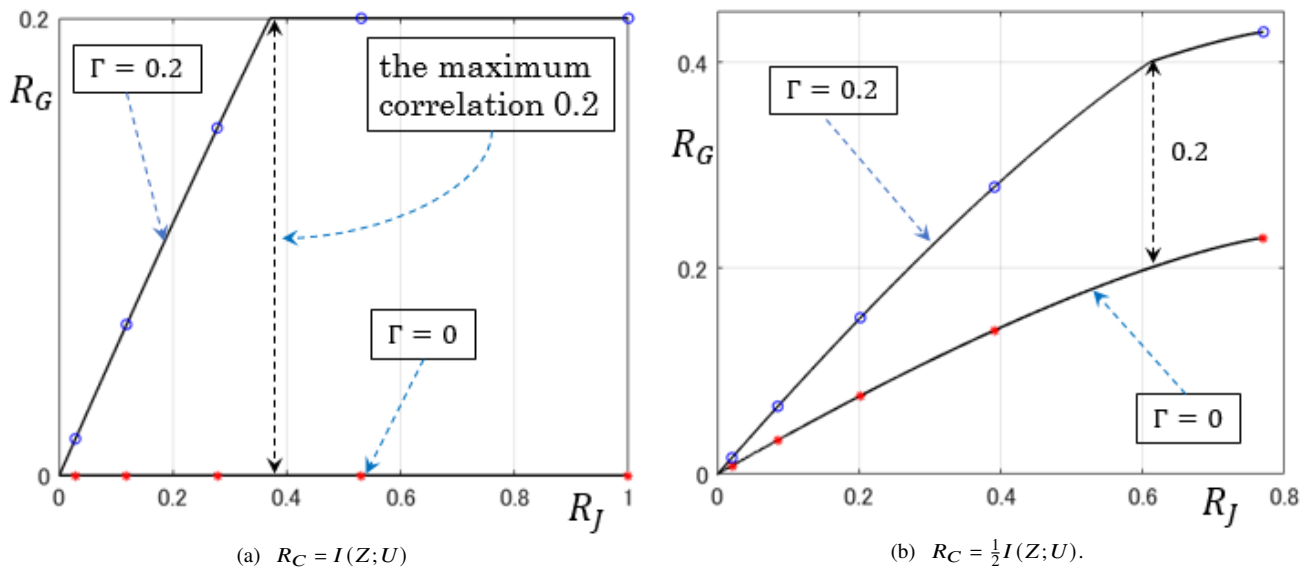 0.2
Γ = 0.2
the maximum
correlation 0.2
R_G
Γ = 0
0
0 0.2 0.4 0.6 0.8 1
R_J
(a) R_C = I(Z;U)
0.4
Γ = 0.2
R_G
0.2
0.2
Γ = 0
0
0 0.2 0.4 0.6 0.8
R_J
(b) R_C = ½I(Z;U).